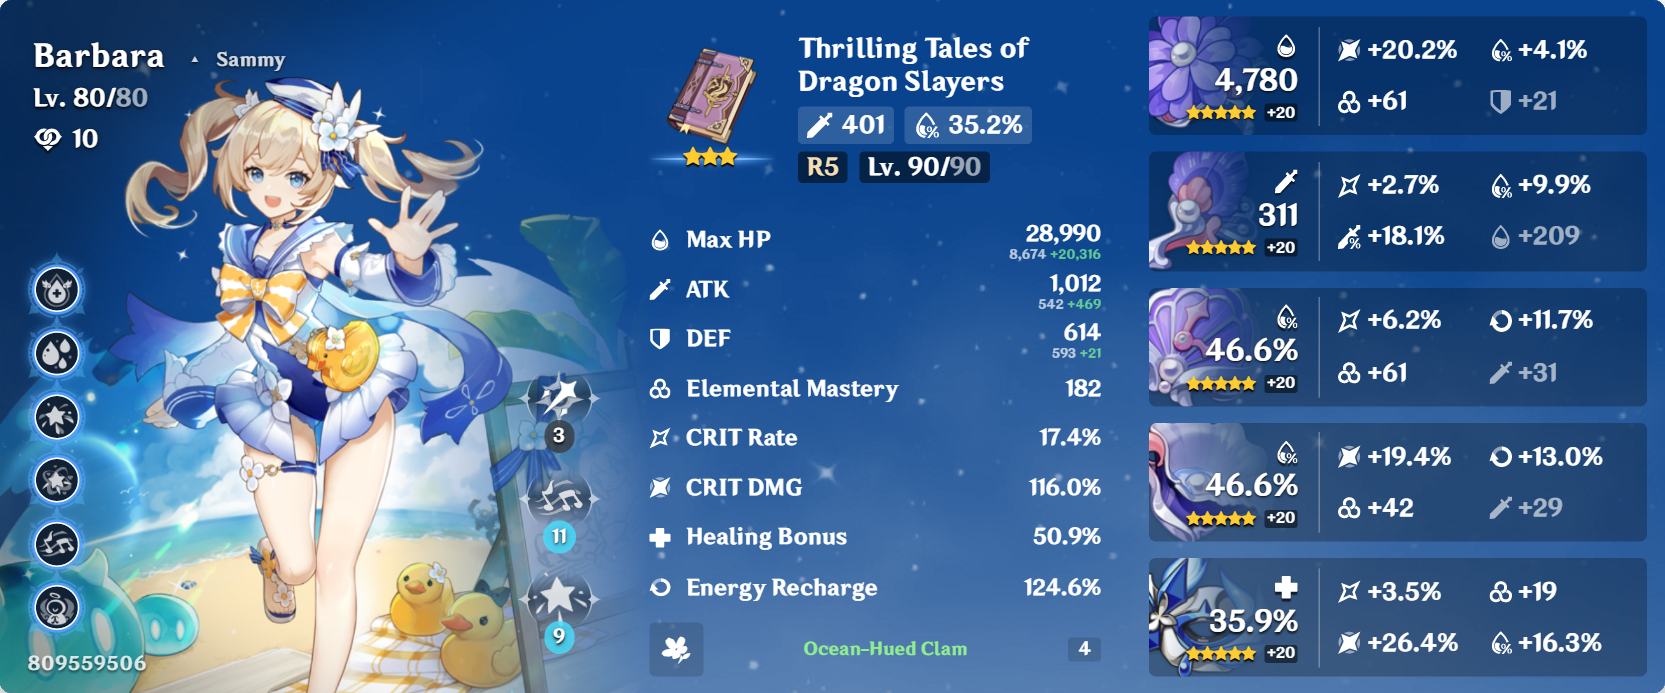 Barbara
Sammy
Lv. 80/80
10
809559506
3
11
9
Thrilling Tales of
Dragon Slayers
401 35.2%
R5 Lv. 90/90
Max HP 28,990
8,674 +20,316
ATK 1,012
542 +469
DEF 614
593 +21
Elemental Mastery 182
CRIT Rate 17.4%
CRIT DMG 116.0%
Healing Bonus 50.9%
Energy Recharge 124.6%
Ocean-Hued Clam 4
4,780
+20
+20.2% +4.1%
+61 +21
311
+20
+2.7% +9.9%
+18.1% +209
46.6%
+20
+6.2% +11.7%
+61 +31
46.6%
+20
+19.4% +13.0%
+42 +29
35.9%
+20
+3.5% +19
+26.4% +16.3%